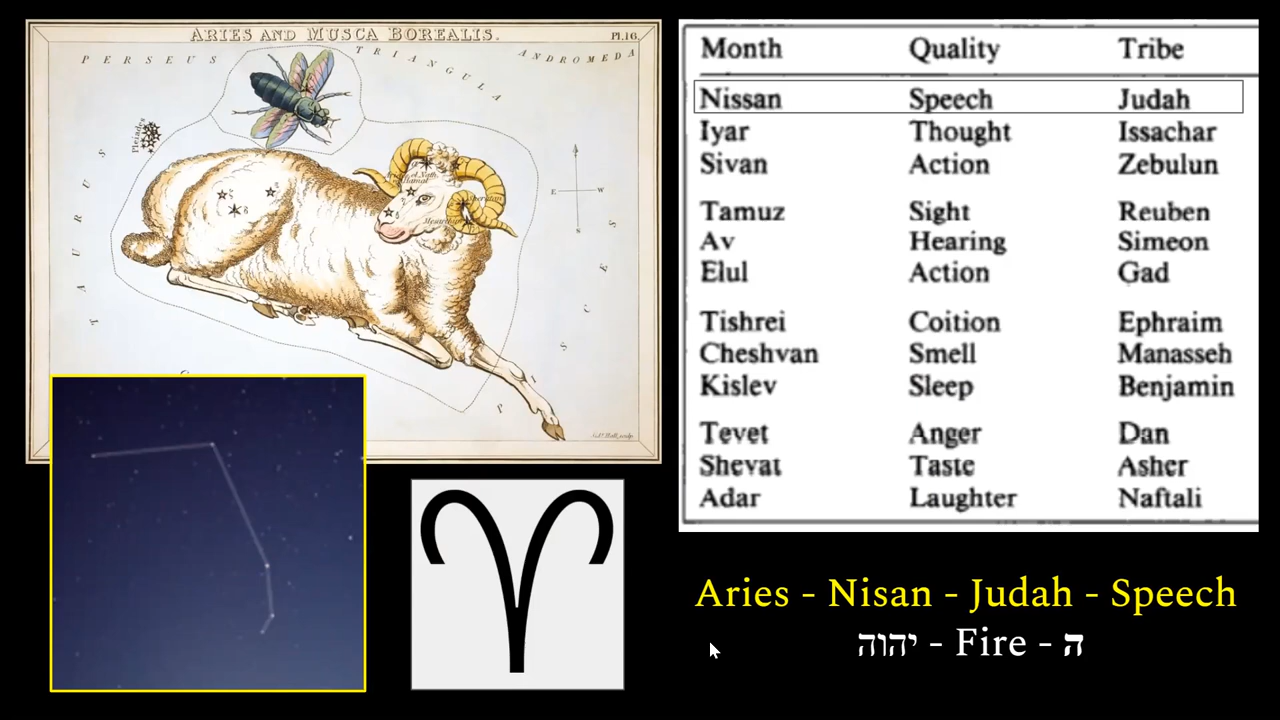 ARIES AND MUSCA BOREALIS.
Pl.16
PERSEUS
TRIANGULA
ANDROMEDA
Pleiades
TAURUS
PISCES
E W
Month Quality Tribe
Nissan Speech Judah
Iyar Thought Issachar
Sivan Action Zebulun
Tamuz Sight Reuben
Av Hearing Simeon
Elul Action Gad
Tishrei Coition Ephraim
Cheshvan Smell Manasseh
Kislev Sleep Benjamin
Tevet Anger Dan
Shevat Taste Asher
Adar Laughter Naftali
Aries - Nisan - Judah - Speech
יהוה - Fire - ה